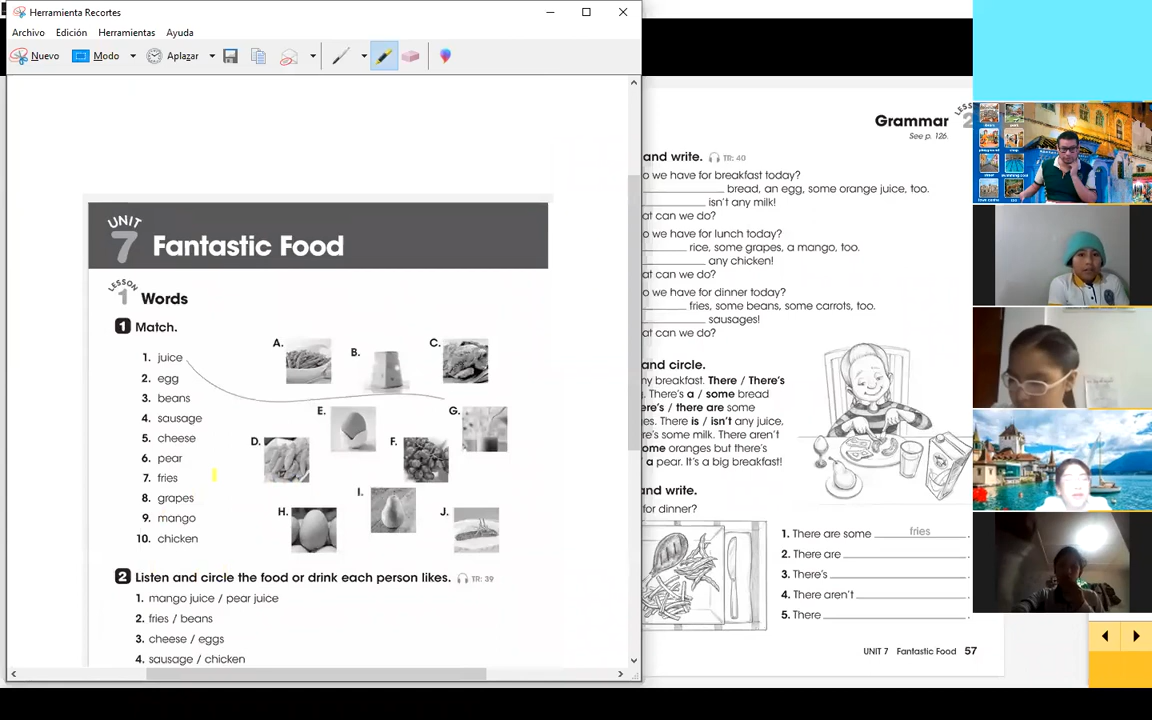 Herramienta Recortes
Archivo Edición Herramientas Ayuda
Nuevo Modo Aplazar
UNIT
7 Fantastic Food
LESSON
1 Words
1 Match.
1. juice
2. egg
3. beans
4. sausage
5. cheese
6. pear
7. fries
8. grapes
9. mango
10. chicken
A.
B.
C.
E.
G.
D.
F.
I.
H.
J.
2 Listen and circle the food or drink each person likes. TR: 39
1. mango juice / pear juice
2. fries / beans
3. cheese / eggs
4. sausage / chicken
Grammar
See p. 126.
and write. TR: 40
o we have for breakfast today?
bread, an egg, some orange juice, too.
isn't any milk!
at can we do?
o we have for lunch today?
rice, some grapes, a mango, too.
any chicken!
at can we do?
o we have for dinner today?
fries, some beans, some carrots, too.
sausages!
at can we do?
and circle.
ny breakfast. There / There's
. There's a / some bread
ere's / there are some
es. There is / isn't any juice,
re's some milk. There aren't
ome oranges but there's
a pear. It's a big breakfast!
and write.
for dinner?
1. There are some fries.
2. There are
3. There's
4. There aren't
5. There
UNIT 7 Fantastic Food 57